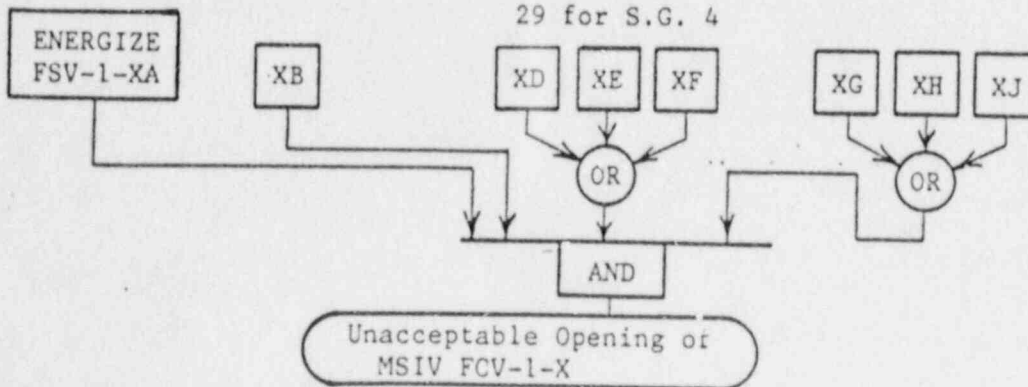 29 for S.G. 4
ENERGIZE
FSV-1-XA
XB
XD
XE
XF
XG
XH
XJ
OR
OR
AND
Unacceptable Opening of
MSIV FCV-1-X